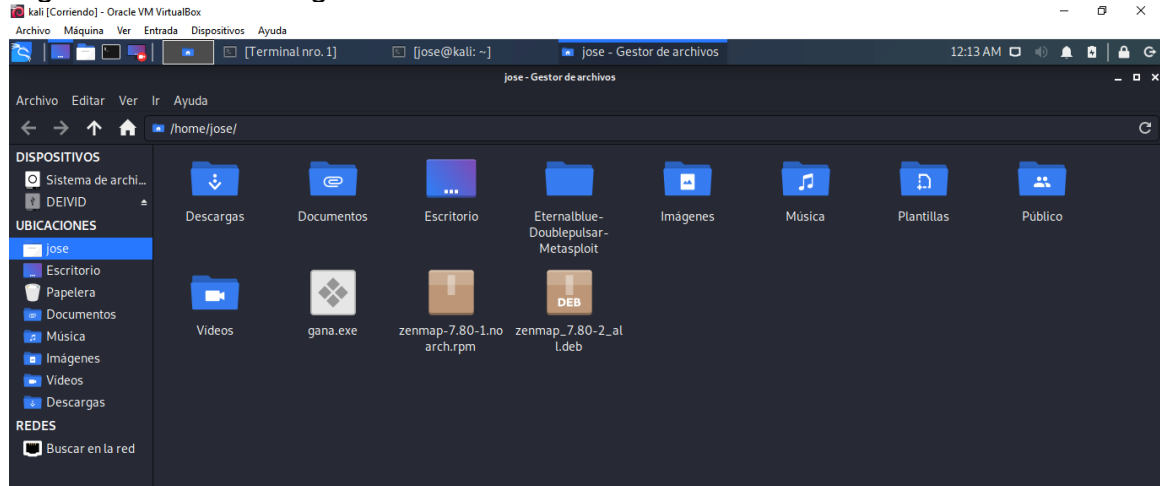 kali [Corriendo] - Oracle VM VirtualBox
Archivo Máquina Ver Entrada Dispositivos Ayuda
[Terminal nro. 1] [jose@kali: ~] jose - Gestor de archivos 12:13 AM
jose - Gestor de archivos
Archivo Editar Ver Ir Ayuda
/home/jose/
DISPOSITIVOS
Sistema de archi...
DEIVID
UBICACIONES
jose
Escritorio
Papelera
Documentos
Música
Imágenes
Vídeos
Descargas
REDES
Buscar en la red
Descargas
Documentos
Escritorio
Eternalblue-
Doublepulsar-
Metasploit
Imágenes
Música
Plantillas
Público
Vídeos
gana.exe
zenmap-7.80-1.no
arch.rpm
DEB
zenmap_7.80-2_al
l.deb